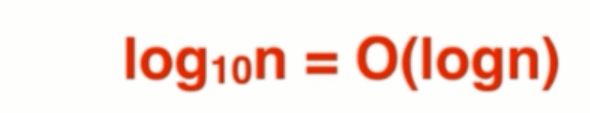 log₁₀n = O(logn)